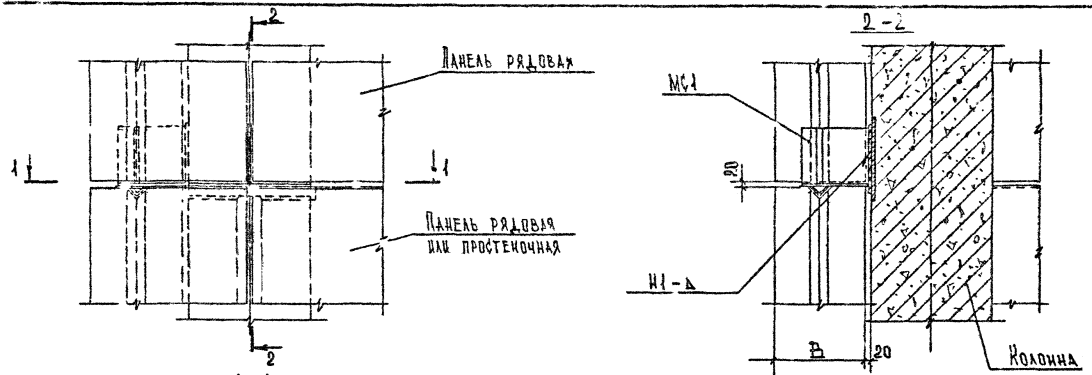 2
2-2
Панель рядовая
МС1
1
1
20
Панель рядовая
или простеночная
Н1-Д
2
В
20
Колонна